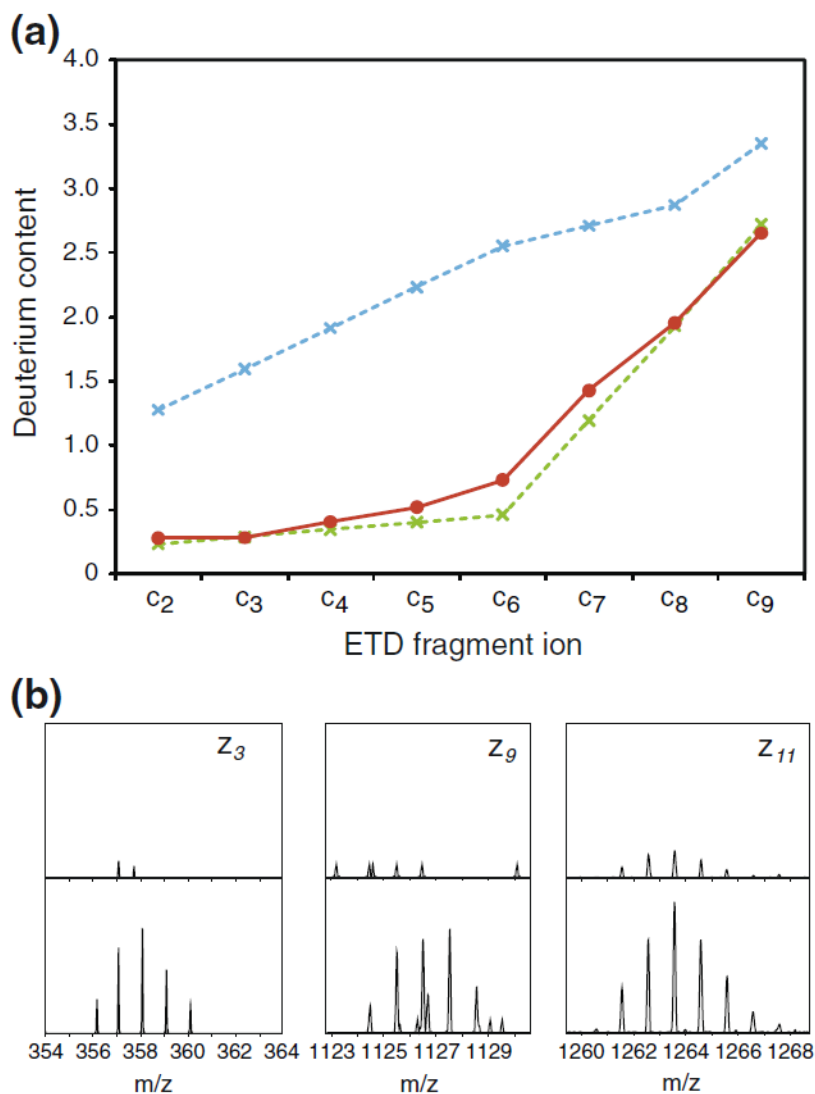 (a)
4.0
3.5
3.0
2.5
2.0
1.5
1.0
0.5
0
Deuterium content
c2 c3 c4 c5 c6 c7 c8 c9
ETD fragment ion
(b)
z3 z9 z11
354 356 358 360 362 364 1123 1125 1127 1129 1260 1262 1264 1266 1268
m/z m/z m/z